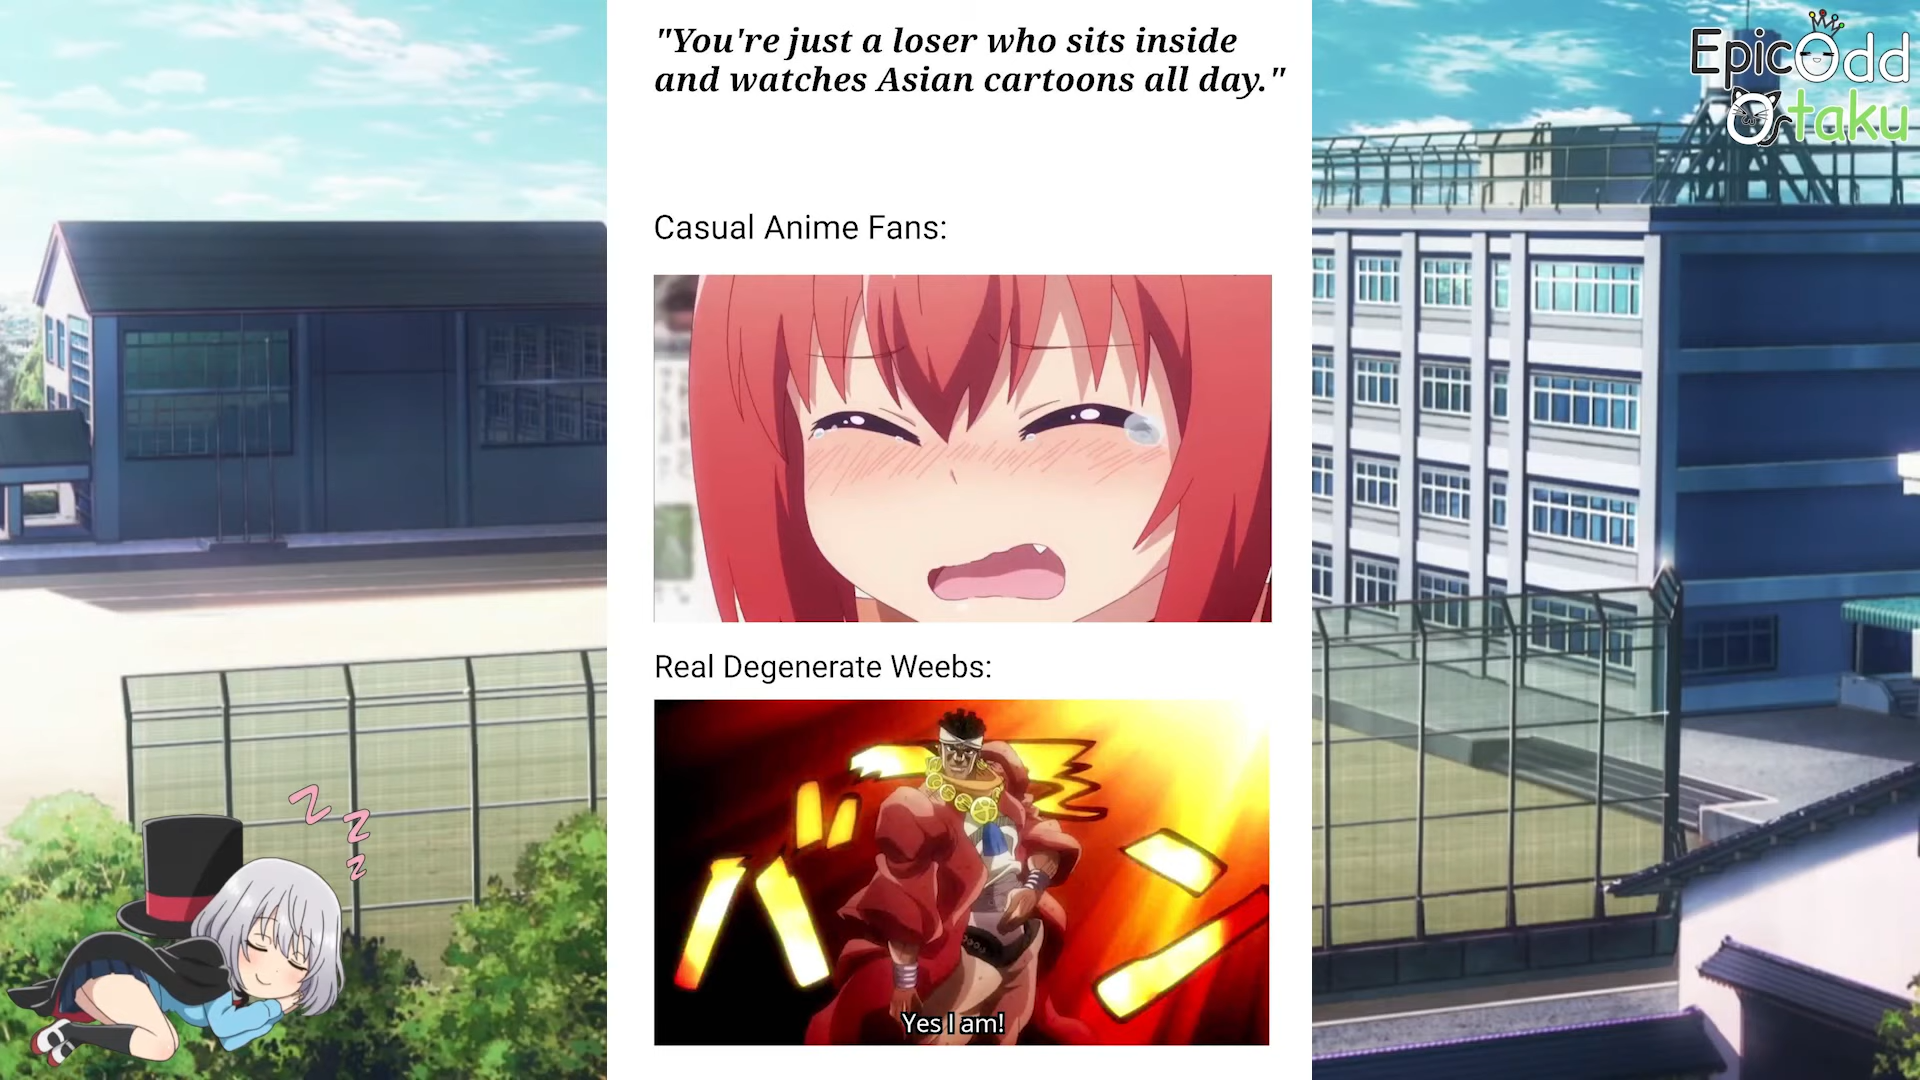 "You're just a loser who sits inside
and watches Asian cartoons all day."
EpicOdd
Otaku
Casual Anime Fans:
Real Degenerate Weebs:
バ
Yes I am!
z
z
z